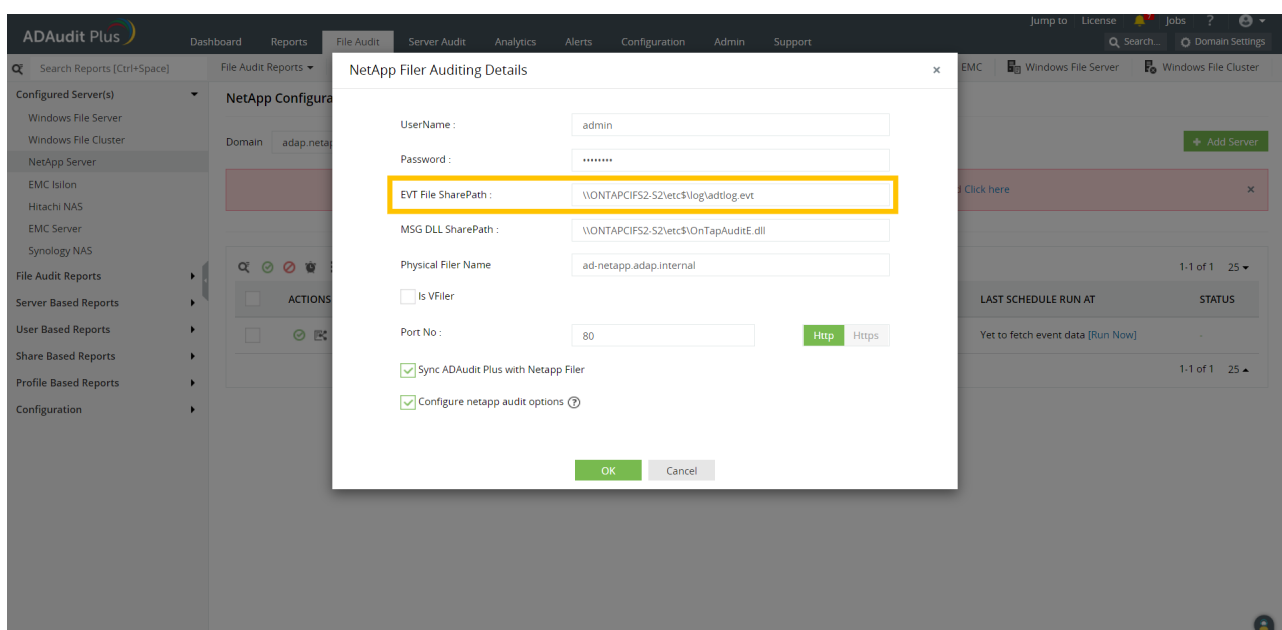 Jump to License Jobs ?
ADAudit Plus
Dashboard Reports File Audit Server Audit Analytics Alerts Configuration Admin Support Search... Domain Settings
Search Reports [Ctrl+Space] File Audit Reports EMC Windows File Server Windows File Cluster
NetApp Filer Auditing Details ×
Configured Server(s)
Windows File Server
Windows File Cluster
NetApp Server
EMC Isilon
Hitachi NAS
EMC Server
Synology NAS
File Audit Reports
Server Based Reports
User Based Reports
Share Based Reports
Profile Based Reports
Configuration
NetApp Configura
Domain adap.netap
+ Add Server
Click here ×
UserName : admin
Password : ••••••••
EVT File SharePath : \\ONTAPCIFS2-S2\etc$\log\adtlog.evt
MSG DLL SharePath : \\ONTAPCIFS2-S2\etc$\OnTapAuditE.dll
Physical Filer Name ad-netapp.adap.internal
Is VFiler
Port No : 80 Http Https
Sync ADAudit Plus with Netapp Filer
Configure netapp audit options ?
OK Cancel
1-1 of 1 25
ACTIONS LAST SCHEDULE RUN AT STATUS
Yet to fetch event data [Run Now] -
1-1 of 1 25